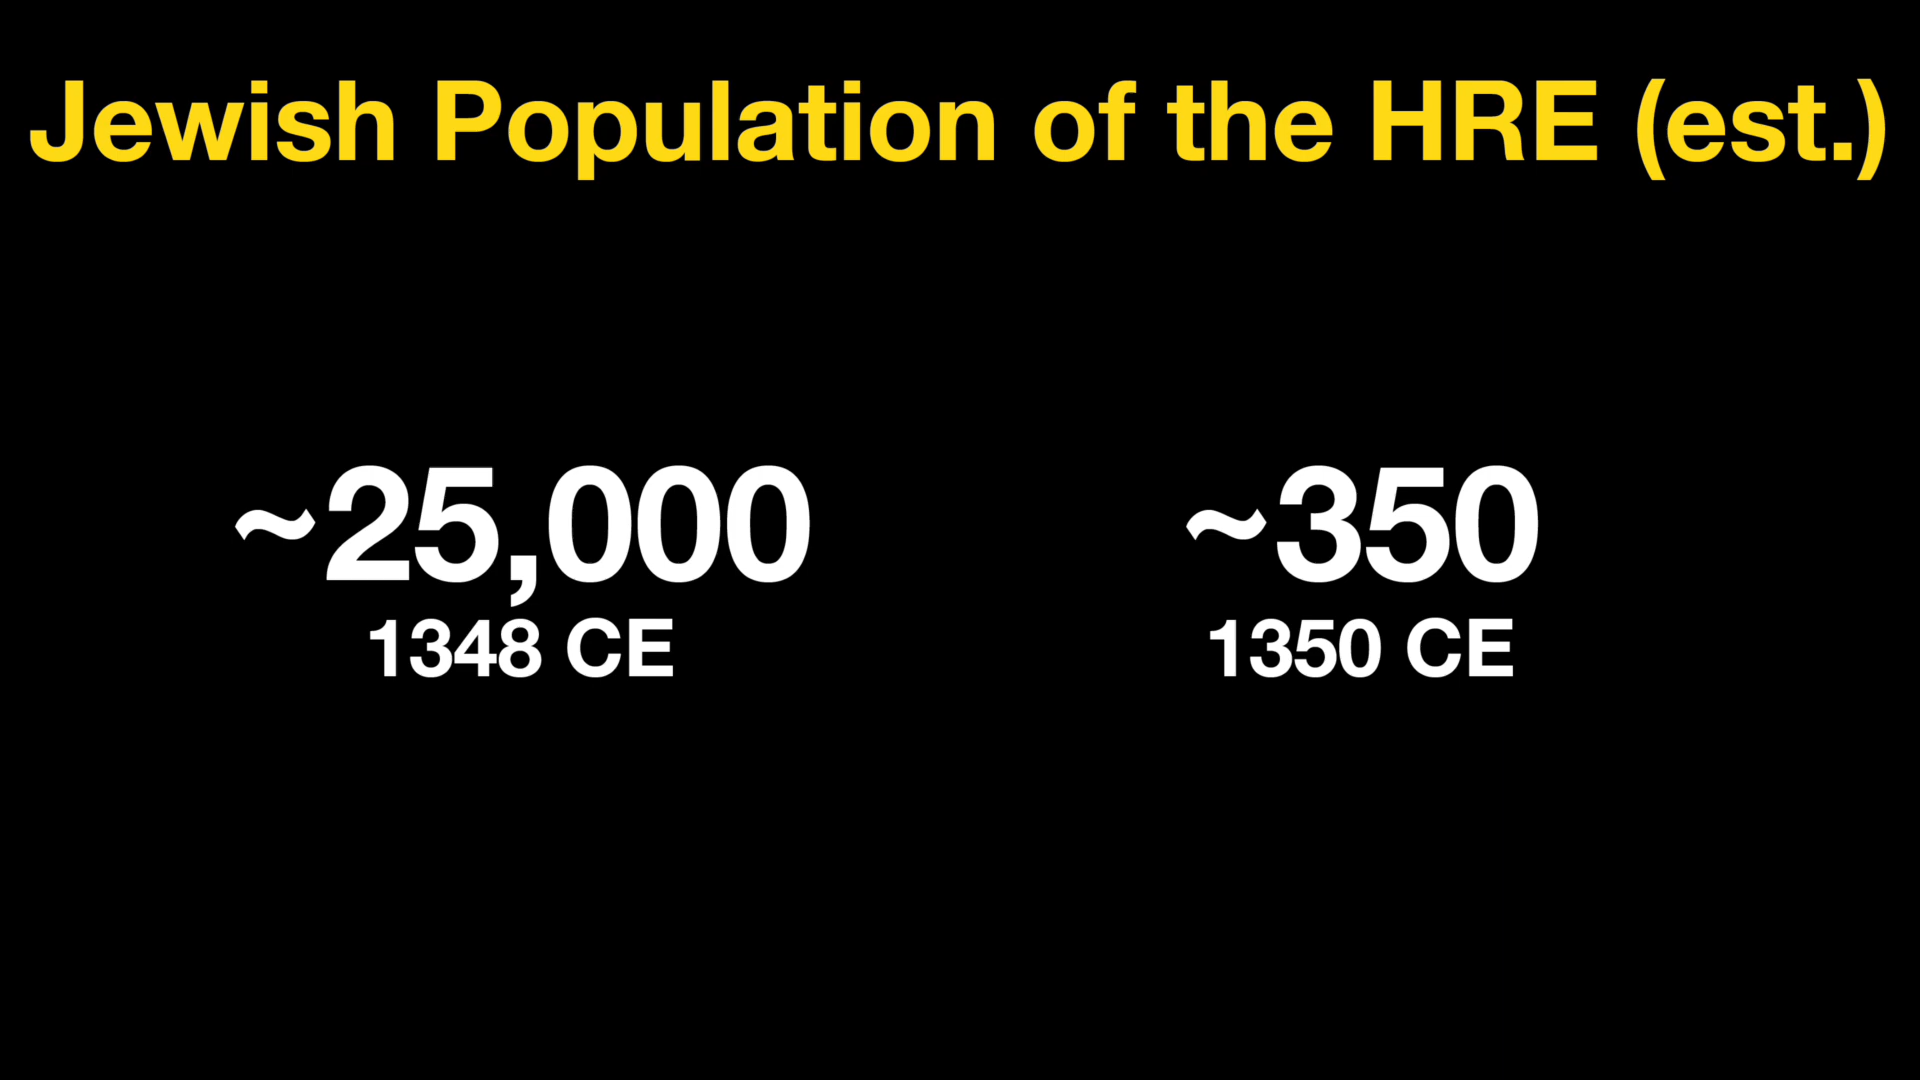 Jewish Population of the HRE (est.)
~25,000
1348 CE
~350
1350 CE